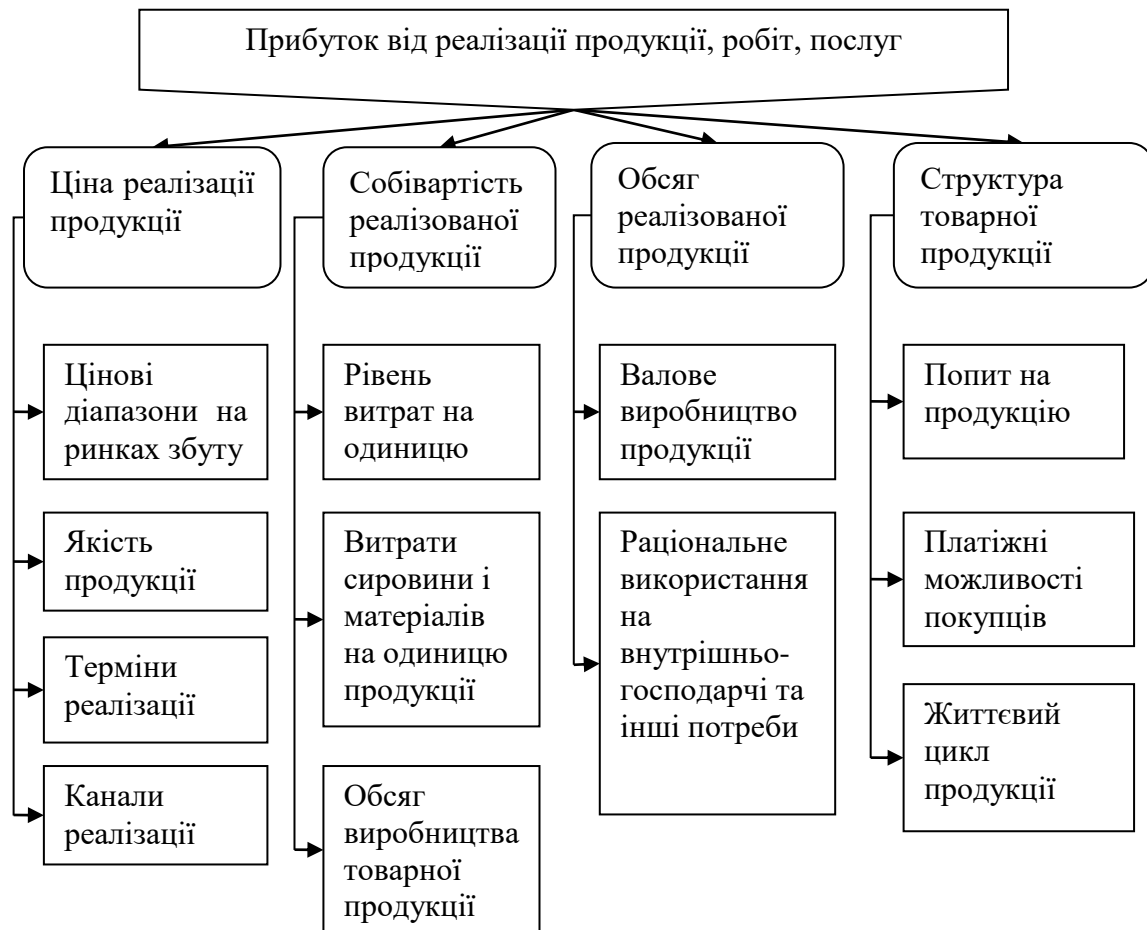 Прибуток від реалізації продукції, робіт, послуг
Ціна реалізації
продукції
Собівартість
реалізованої
продукції
Обсяг
реалізованої
продукції
Структура
товарної
продукції
Цінові
діапазони на
ринках збуту
Якість
продукції
Терміни
реалізації
Канали
реалізації
Рівень
витрат на
одиницю
Витрати
сировини і
матеріалів
на одиницю
продукції
Обсяг
виробництва
товарної
продукції
Валове
виробництво
продукції
Раціональне
використання
на
внутрішньо-
господарчі та
інші потреби
Попит на
продукцію
Платіжні
можливості
покупців
Життєвий
цикл
продукції